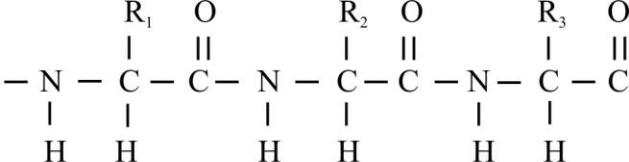 R₁ O R₂ O R₃ O
– N – C – C – N – C – C – N – C – C
H H H H H H